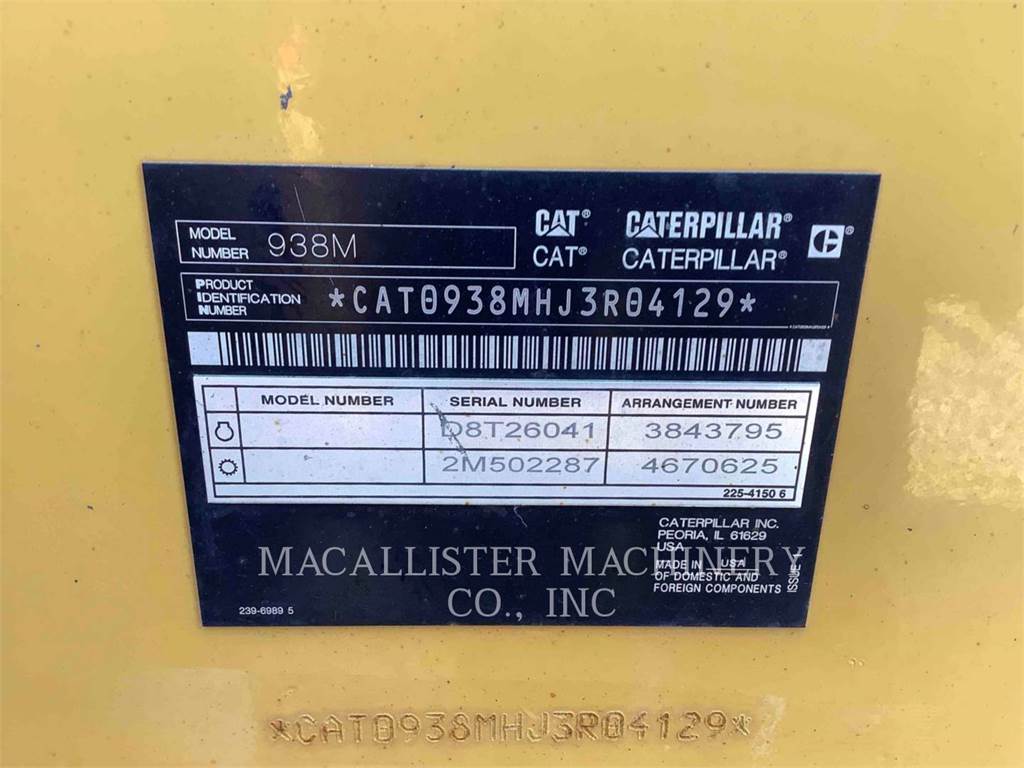 MODEL NUMBER 938M
CAT® CATERPILLAR®
CAT® CATERPILLAR®
PRODUCT IDENTIFICATION NUMBER *CAT0938MHJ3R04129*
*CAT0938MHJ3R04129*
MODEL NUMBER SERIAL NUMBER ARRANGEMENT NUMBER
D8T26041 3843795
2M502287 4670625
225-4150 6
CATERPILLAR INC.
PEORIA, IL 61629
USA
MADE IN USA
OF DOMESTIC AND
FOREIGN COMPONENTS
ISSUE 1
239-6989 5
MACALLISTER MACHINERY
CO., INC
*CAT0938MHJ3R04129*